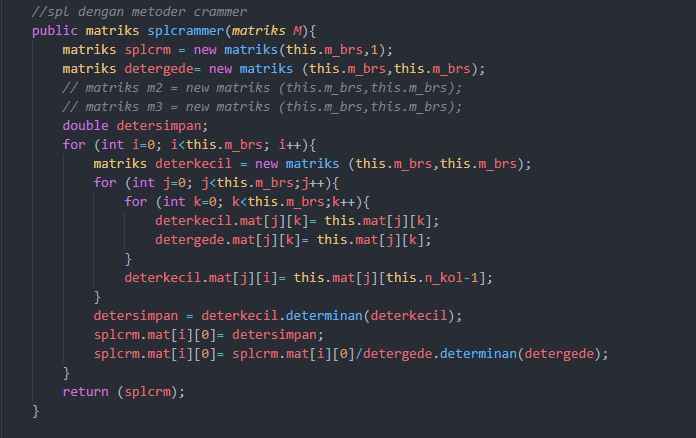 //spl dengan metoder crammer
public matriks splcrammer(matriks M){
matriks splcrm = new matriks(this.m_brs,1);
matriks detergede= new matriks (this.m_brs,this.m_brs);
// matriks m2 = new matriks (this.m_brs,this.m_brs);
// matriks m3 = new matriks (this.m_brs,this.m_brs);
double detersimpan;
for (int i=0; i<this.m_brs; i++){
matriks deterkecil = new matriks (this.m_brs,this.m_brs);
for (int j=0; j<this.m_brs;j++){
for (int k=0; k<this.m_brs;k++){
deterkecil.mat[j][k]= this.mat[j][k];
detergede.mat[j][k]= this.mat[j][k];
}
deterkecil.mat[j][i]= this.mat[j][this.n_kol-1];
}
detersimpan = deterkecil.determinan(deterkecil);
splcrm.mat[i][0]= detersimpan;
splcrm.mat[i][0]= splcrm.mat[i][0]/detergede.determinan(detergede);
}
return (splcrm);
}